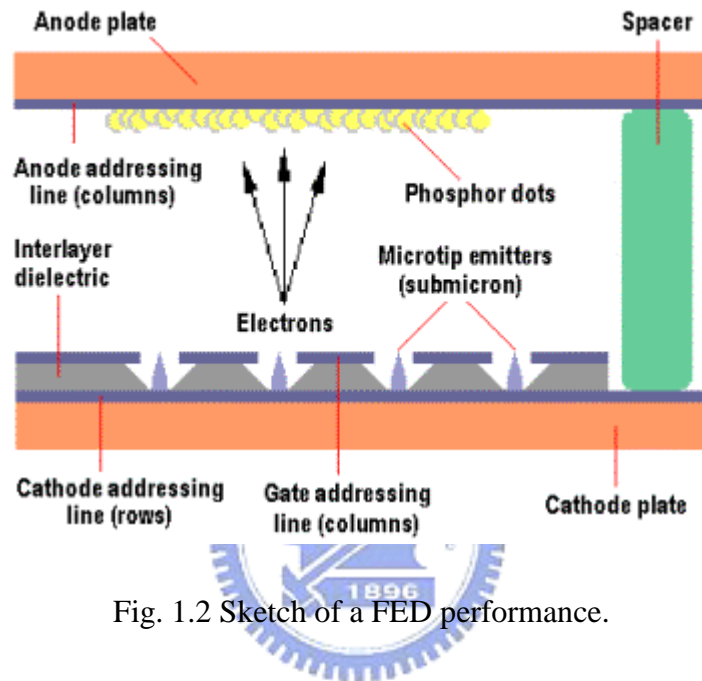 Anode plate
Spacer
Anode addressing
line (columns)
Phosphor dots
Interlayer
dielectric
Microtip emitters
(submicron)
Electrons
Cathode addressing
line (rows)
Gate addressing
line (columns)
Cathode plate
1896
Fig. 1.2 Sketch of a FED performance.